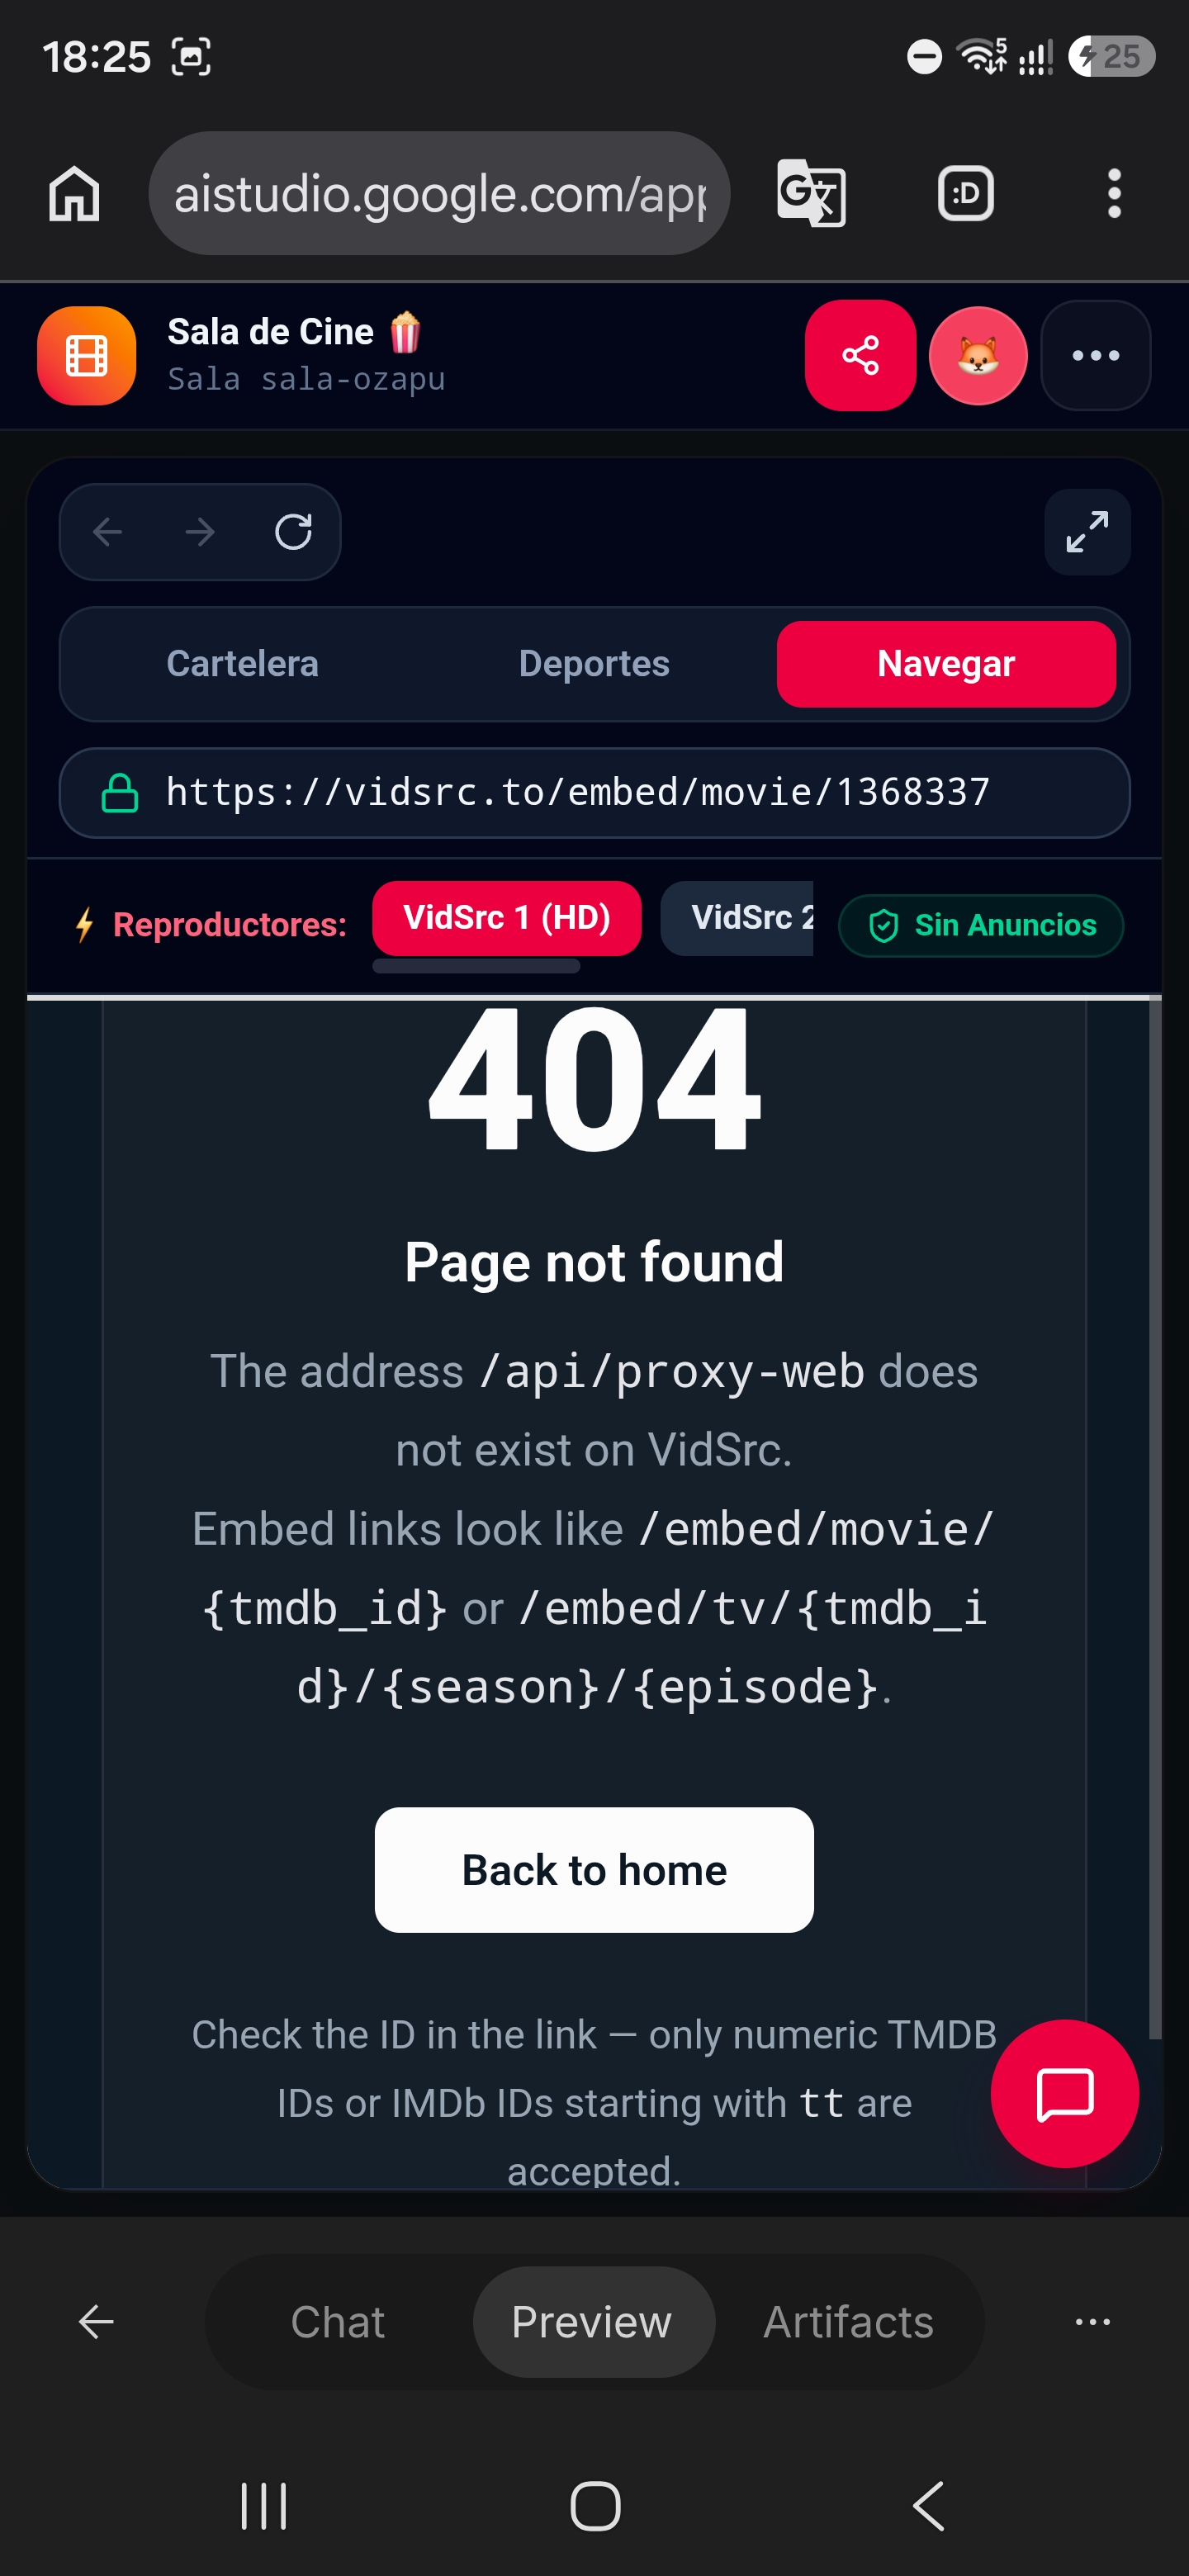 18:25
5
25
aistudio.google.com/app
:D
Sala de Cine 🍿
Sala sala-ozapu
Cartelera
Deportes
Navegar
https://vidsrc.to/embed/movie/1368337
⚡ Reproductores:
VidSrc 1 (HD)
VidSrc 2
Sin Anuncios
404
Page not found
The address /api/proxy-web does
not exist on VidSrc.
Embed links look like /embed/movie/
{tmdb_id} or /embed/tv/{tmdb_i
d}/{season}/{episode}.
Back to home
Check the ID in the link — only numeric TMDB
IDs or IMDb IDs starting with tt are
accepted.
Chat
Preview
Artifacts